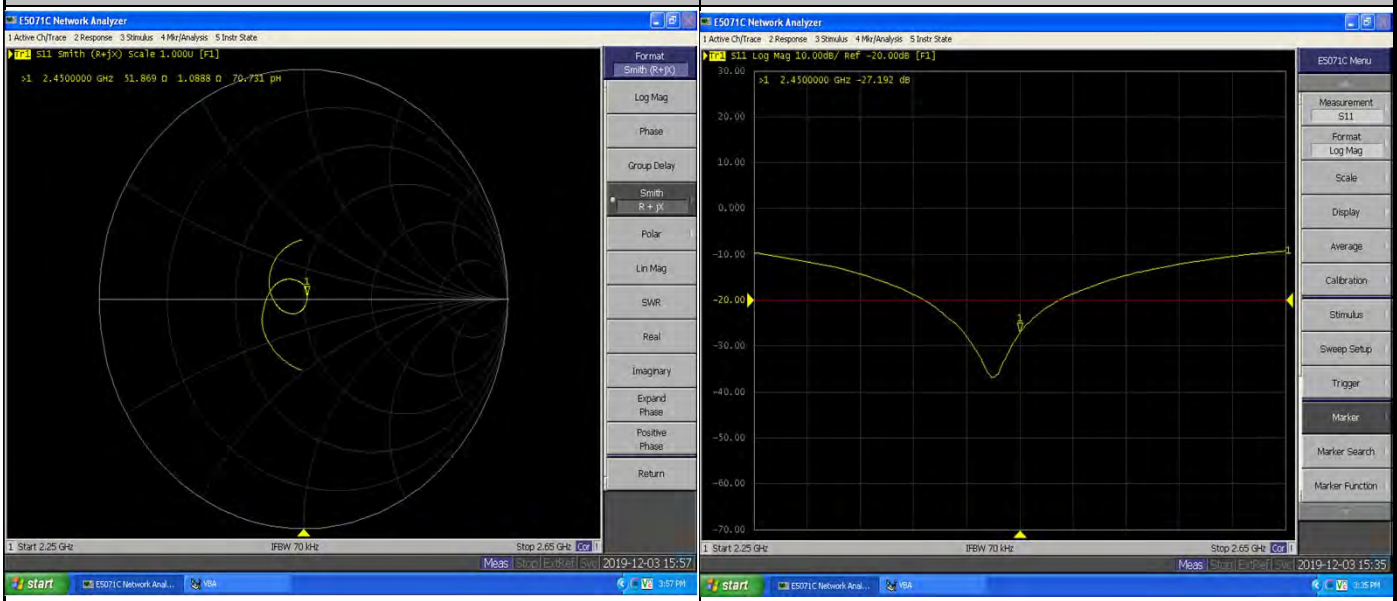 E5071C Network Analyzer
1 Active Ch/Trace 2 Response 3 Stimulus 4 Mkr/Analysis 5 Instr State
Tr1 S11 Smith (R+jX) Scale 1.000U [F1]
>1 2.4500000 GHz 51.869 Ω 1.0888 Ω 70.731 pH
1
Format
Smith (R+jX)
Log Mag
Phase
Group Delay
Smith
R + jX
Polar
Lin Mag
SWR
Real
Imaginary
Expand
Phase
Positive
Phase
Return
1 Start 2.25 GHz IFBW 70 kHz Stop 2.65 GHz Cor !
Meas Stop ExtRef Svc 2019-12-03 15:57
start E5071C Network Anal... VBA 3:57 PM
E5071C Network Analyzer
1 Active Ch/Trace 2 Response 3 Stimulus 4 Mkr/Analysis 5 Instr State
Tr1 S11 Log Mag 10.00dB/ Ref -20.00dB [F1]
>1 2.4500000 GHz -27.192 dB
30.00
20.00
10.00
0.000
-10.00
-20.00
-30.00
-40.00
-50.00
-60.00
-70.00
1
1
E5071C Menu
Measurement
S11
Format
Log Mag
Scale
Display
Average
Calibration
Stimulus
Sweep Setup
Trigger
Marker
Marker Search
Marker Function
1 Start 2.25 GHz IFBW 70 kHz Stop 2.65 GHz Cor !
Meas Stop ExtRef Svc 2019-12-03 15:35
start E5071C Network Anal... VBA 3:35 PM